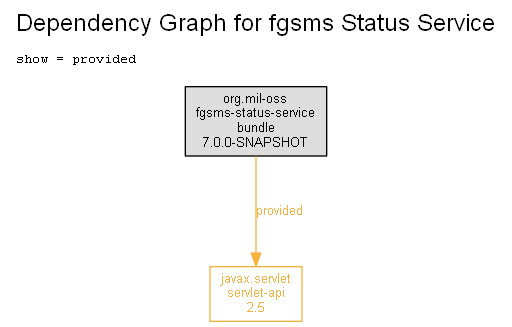 Dependency Graph for fgsms Status Service
show = provided
org.mil-oss
fgsms-status-service
bundle
7.0.0-SNAPSHOT
provided
javax.servlet
servlet-api
2.5